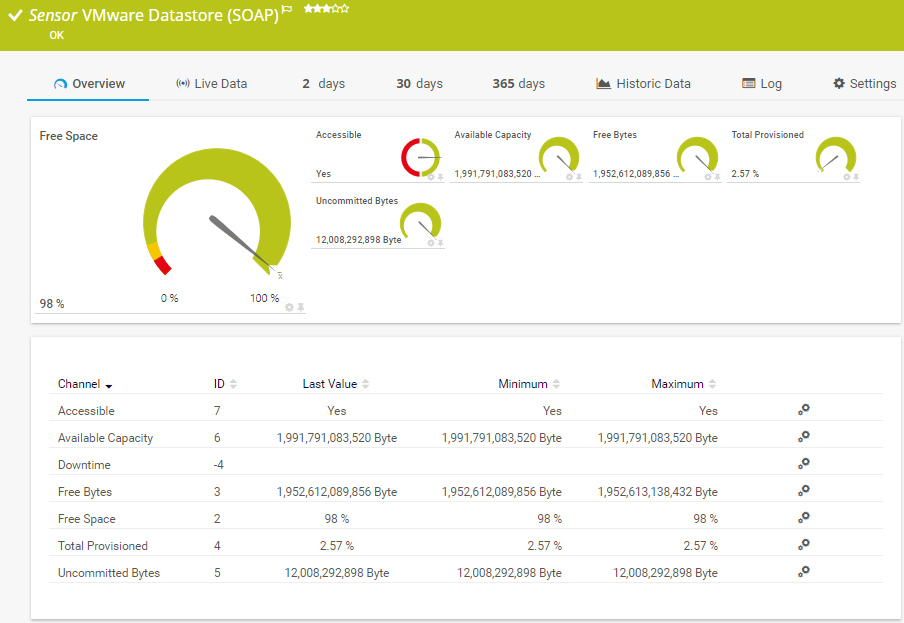 Sensor VMware Datastore (SOAP)
OK
Overview Live Data 2 days 30 days 365 days Historic Data Log Settings
Free Space
98 %
0 %
100 %
x
Accessible
Yes
Available Capacity
1,991,791,083,520 ...
Free Bytes
1,952,612,089,856 ...
Total Provisioned
2.57 %
Uncommitted Bytes
12,008,292,898 Byte
Channel ID Last Value Minimum Maximum
Accessible 7 Yes Yes Yes
Available Capacity 6 1,991,791,083,520 Byte 1,991,791,083,520 Byte 1,991,791,083,520 Byte
Downtime -4
Free Bytes 3 1,952,612,089,856 Byte 1,952,612,089,856 Byte 1,952,613,138,432 Byte
Free Space 2 98 % 98 % 98 %
Total Provisioned 4 2.57 % 2.57 % 2.57 %
Uncommitted Bytes 5 12,008,292,898 Byte 12,008,292,898 Byte 12,008,292,898 Byte